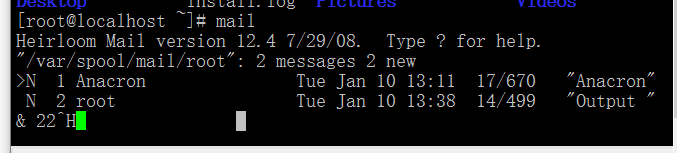 Desktop install.log Pictures Videos
[root@localhost ~]# mail
Heirloom Mail version 12.4 7/29/08.  Type ? for help.
"/var/spool/mail/root": 2 messages 2 new
>N  1 Anacron               Tue Jan 10 13:11  17/670   "Anacron"
 N  2 root                  Tue Jan 10 13:38  14/499   "Output "
& 22^H